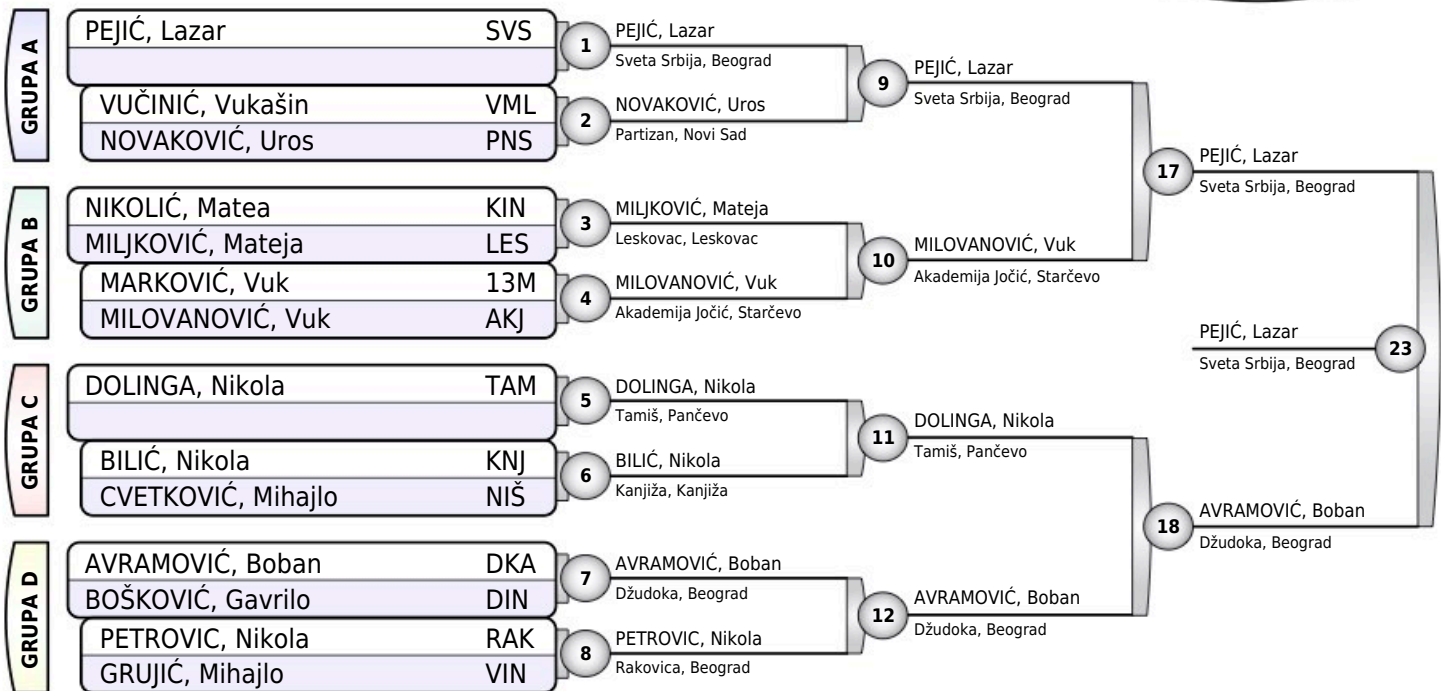 GRUPA A
PEJIĆ, Lazar SVS
VUČINIĆ, Vukašin VML
NOVAKOVIĆ, Uros PNS
1
PEJIĆ, Lazar
Sveta Srbija, Beograd
2
NOVAKOVIĆ, Uros
Partizan, Novi Sad
9
PEJIĆ, Lazar
Sveta Srbija, Beograd
GRUPA B
NIKOLIĆ, Matea KIN
MILJKOVIĆ, Mateja LES
MARKOVIĆ, Vuk 13M
MILOVANOVIĆ, Vuk AKJ
3
MILJKOVIĆ, Mateja
Leskovac, Leskovac
4
MILOVANOVIĆ, Vuk
Akademija Jočić, Starčevo
10
MILOVANOVIĆ, Vuk
Akademija Jočić, Starčevo
17
PEJIĆ, Lazar
Sveta Srbija, Beograd
GRUPA C
DOLINGA, Nikola TAM
BILIĆ, Nikola KNJ
CVETKOVIĆ, Mihajlo NIŠ
5
DOLINGA, Nikola
Tamiš, Pančevo
6
BILIĆ, Nikola
Kanjiža, Kanjiža
11
DOLINGA, Nikola
Tamiš, Pančevo
GRUPA D
AVRAMOVIĆ, Boban DKA
BOŠKOVIĆ, Gavrilo DIN
PETROVIC, Nikola RAK
GRUJIĆ, Mihajlo VIN
7
AVRAMOVIĆ, Boban
Džudoka, Beograd
8
PETROVIC, Nikola
Rakovica, Beograd
12
AVRAMOVIĆ, Boban
Džudoka, Beograd
18
AVRAMOVIĆ, Boban
Džudoka, Beograd
PEJIĆ, Lazar
Sveta Srbija, Beograd
23